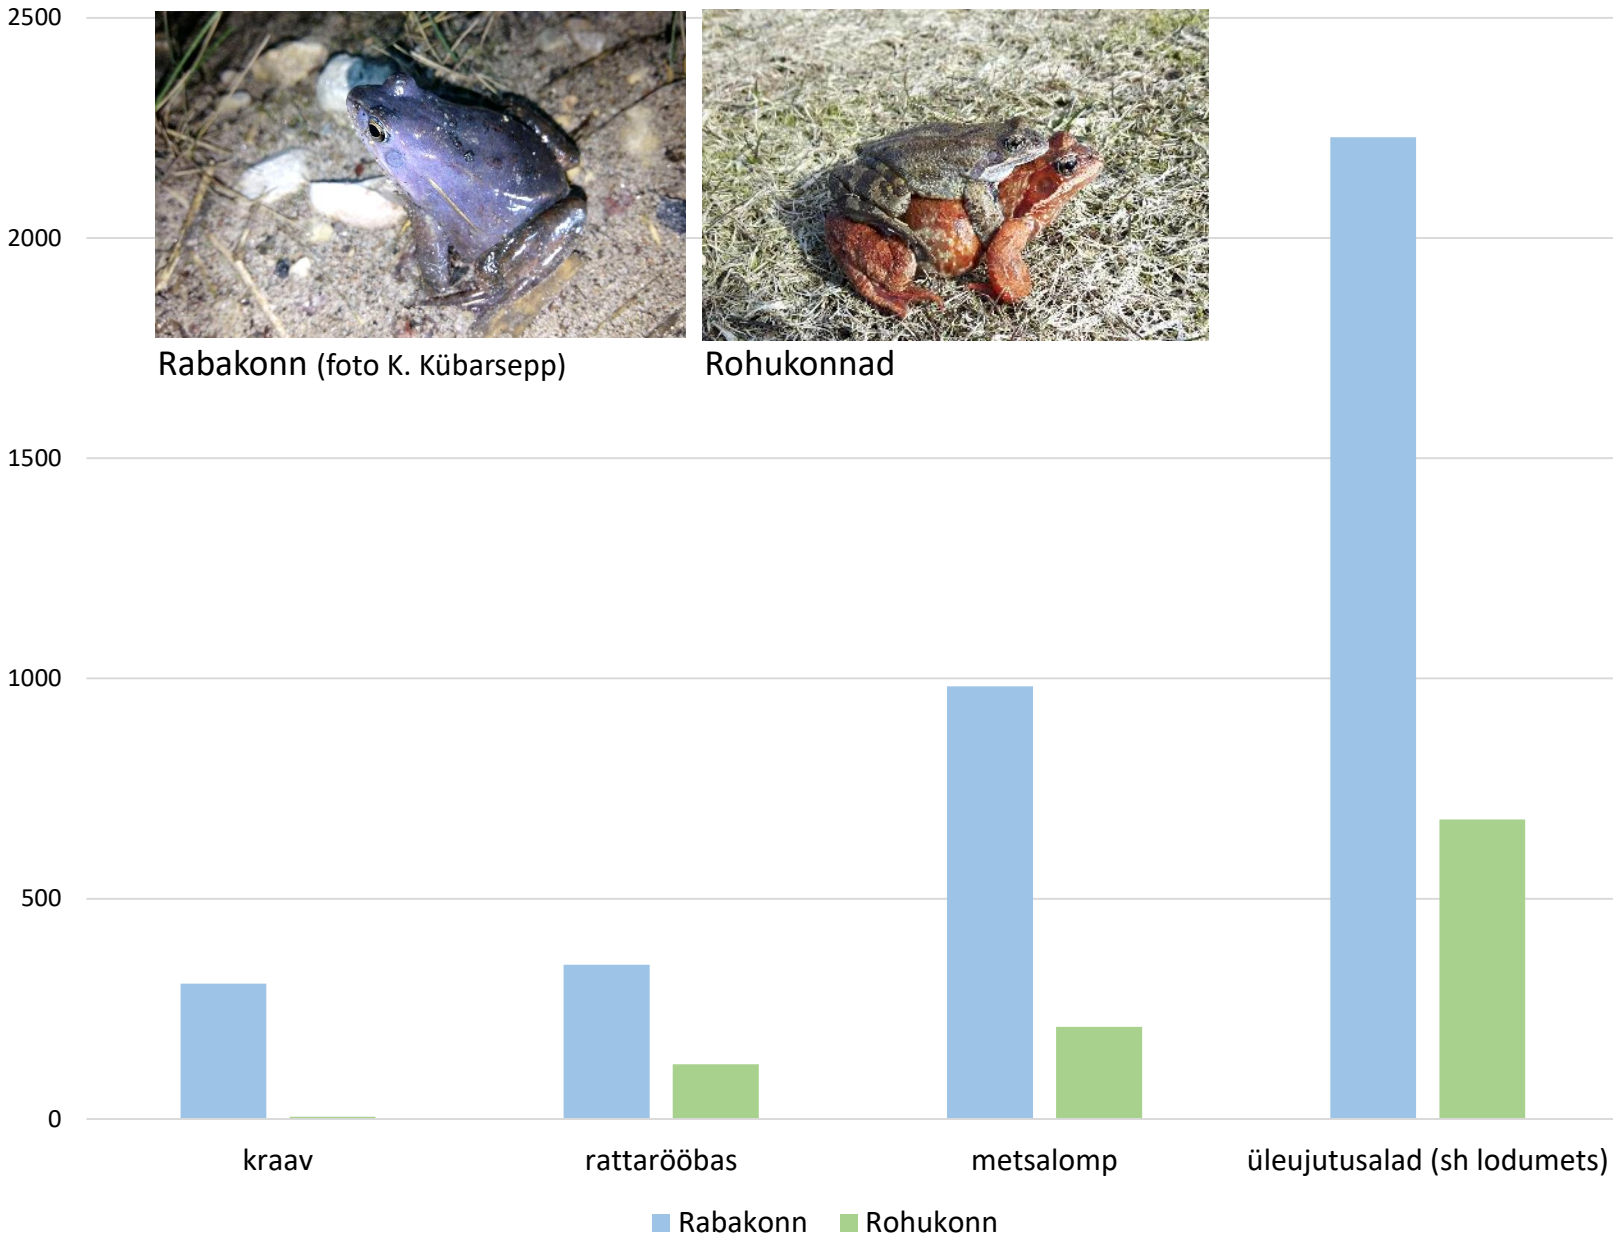 2500
2000
Rabakonn (foto K. Kübarsepp)
Rohukonnad
1500
1000
500
0
kraav
rattarööbas
metsalomp
üleujutusalad (sh lodumets)
Rabakonn
Rohukonn